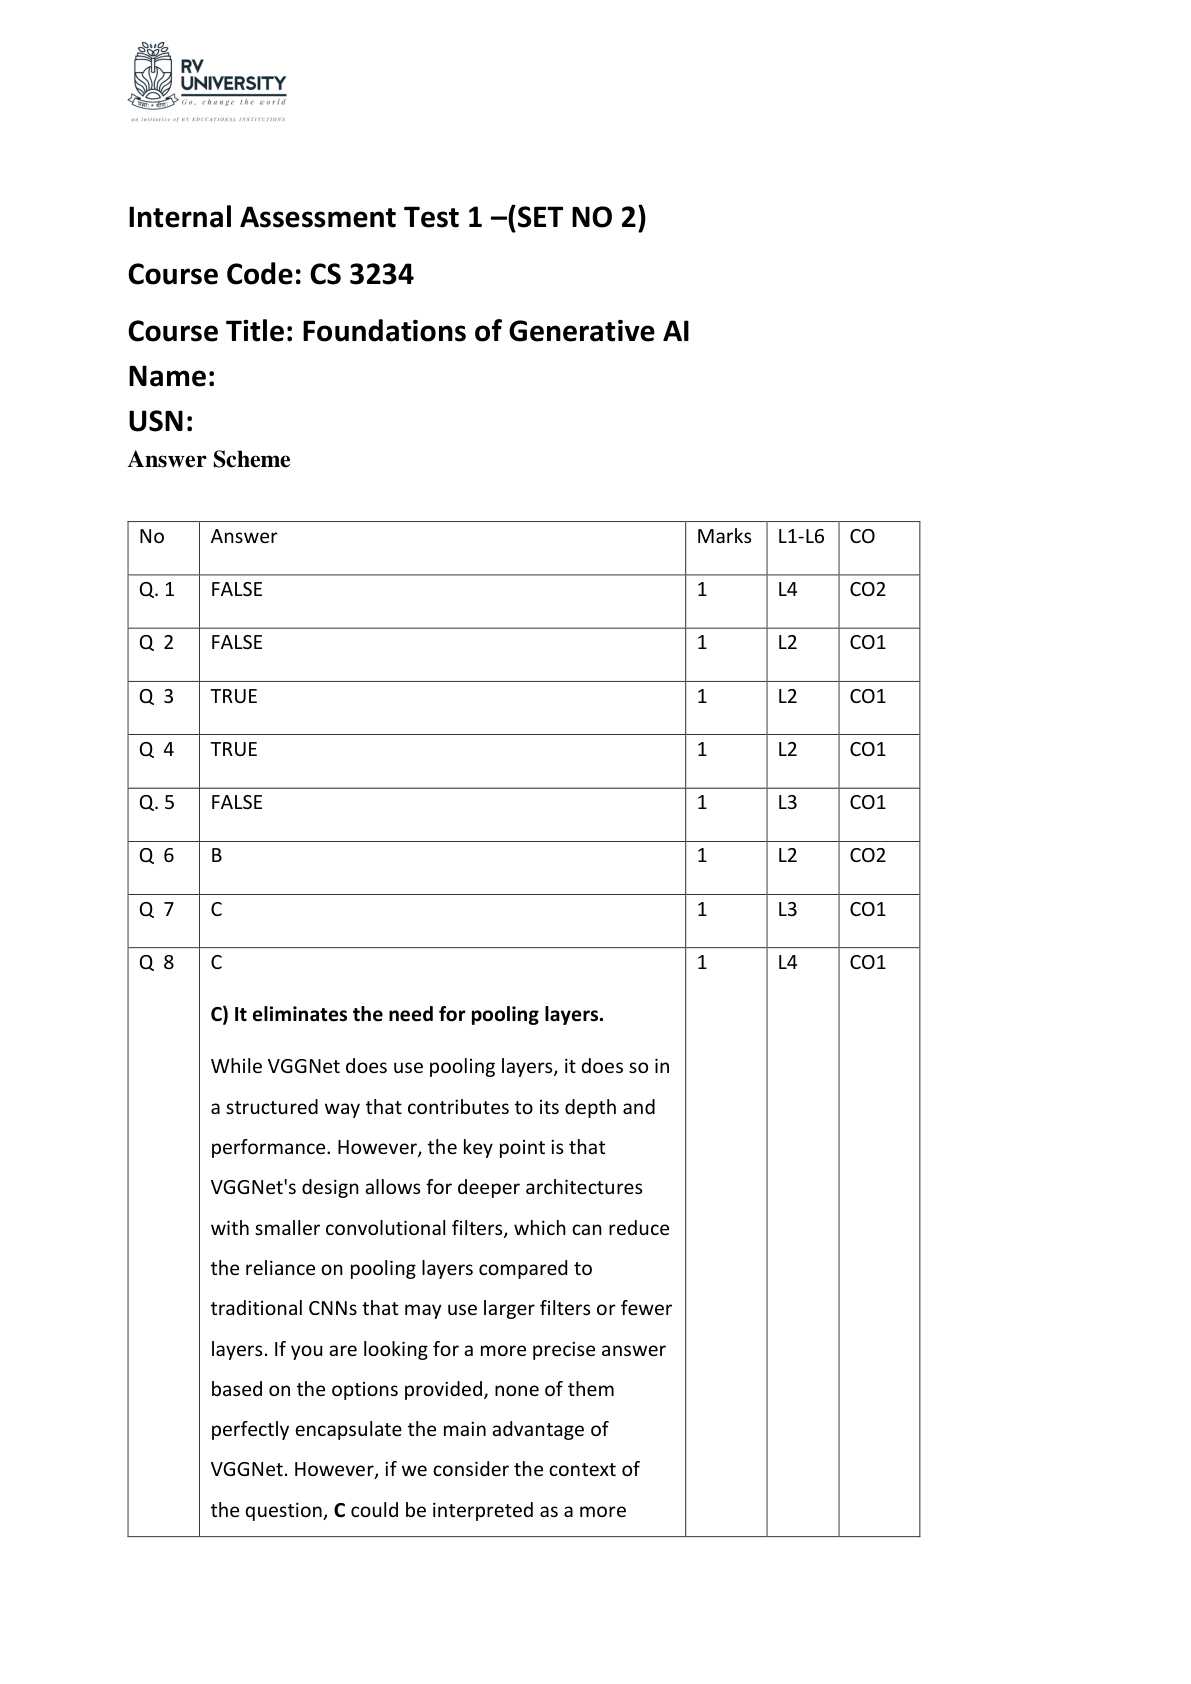 RV
UNIVERSITY
Go, change the world
an initiative of RV EDUCATIONAL INSTITUTIONS
Internal Assessment Test 1 –(SET NO 2)
Course Code: CS 3234
Course Title: Foundations of Generative AI
Name:
USN:
Answer Scheme
No Answer Marks L1-L6 CO
Q. 1 FALSE 1 L4 CO2
Q 2 FALSE 1 L2 CO1
Q 3 TRUE 1 L2 CO1
Q 4 TRUE 1 L2 CO1
Q. 5 FALSE 1 L3 CO1
Q 6 B 1 L2 CO2
Q 7 C 1 L3 CO1
Q 8 C 1 L4 CO1
C) It eliminates the need for pooling layers.
While VGGNet does use pooling layers, it does so in
a structured way that contributes to its depth and
performance. However, the key point is that
VGGNet's design allows for deeper architectures
with smaller convolutional filters, which can reduce
the reliance on pooling layers compared to
traditional CNNs that may use larger filters or fewer
layers. If you are looking for a more precise answer
based on the options provided, none of them
perfectly encapsulate the main advantage of
VGGNet. However, if we consider the context of
the question, C could be interpreted as a more